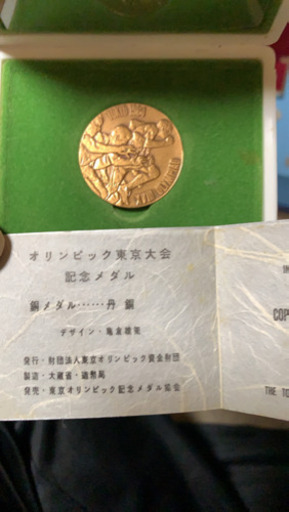 オリンピック東京大会
記念メダル
銅メダル……丹銅
デザイン・亀倉雄策
発行・財団法人東京オリンピック資金財団
製造・大蔵省・造幣局
発売・東京オリンピック記念メダル協会
COP
THE TO